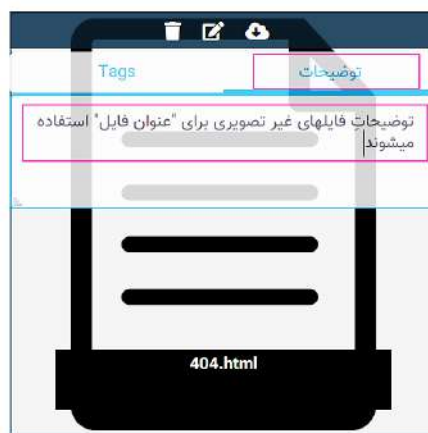 توضیحات
Tags
توضیحاتِ فایلهای غیر تصویری برای "عنوان فایل" استفاده
میشوند
404.html